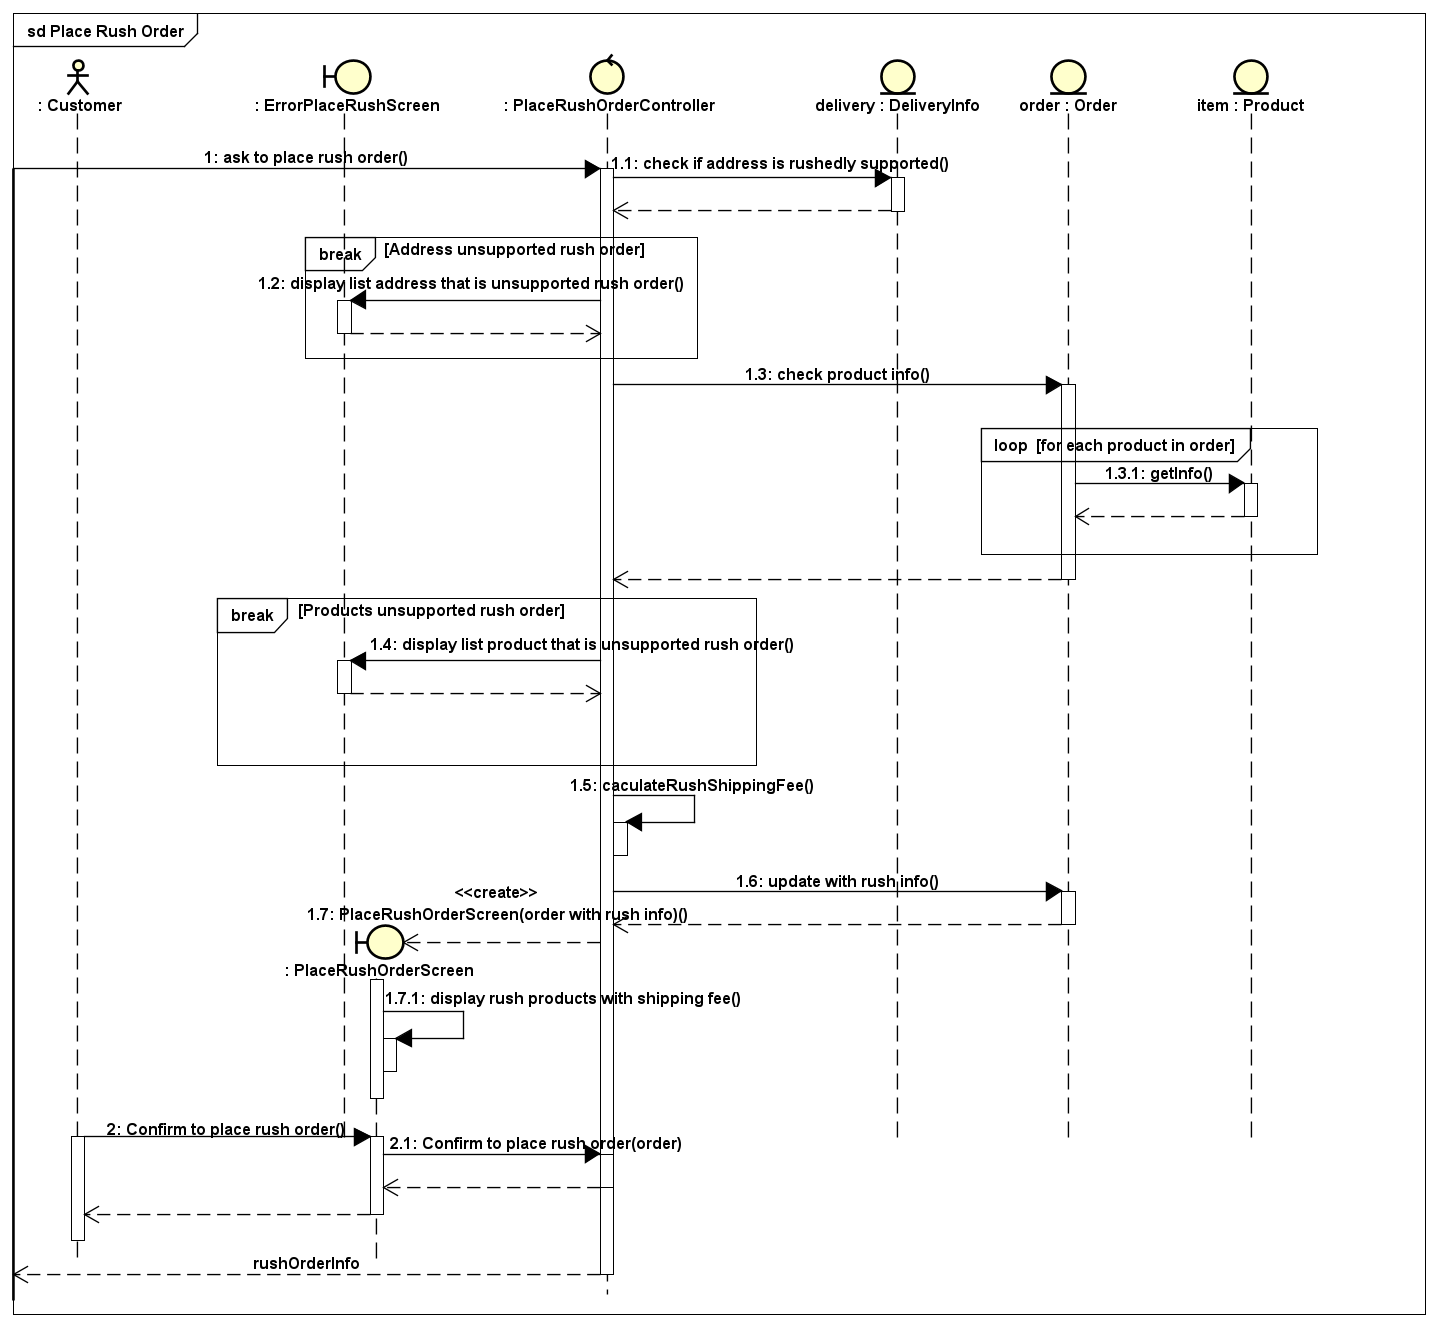 sd Place Rush Order
: Customer
: ErrorPlaceRushScreen
: PlaceRushOrderController
delivery : DeliveryInfo
order : Order
item : Product
1: ask to place rush order()
1.1: check if address is rushedly supported()
break
[Address unsupported rush order]
1.2: display list address that is unsupported rush order()
1.3: check product info()
loop [for each product in order]
1.3.1: getInfo()
break
[Products unsupported rush order]
1.4: display list product that is unsupported rush order()
1.5: caculateRushShippingFee()
1.6: update with rush info()
<<create>>
1.7: PlaceRushOrderScreen(order with rush info)()
: PlaceRushOrderScreen
1.7.1: display rush products with shipping fee()
2: Confirm to place rush order()
2.1: Confirm to place rush order(order)
rushOrderInfo